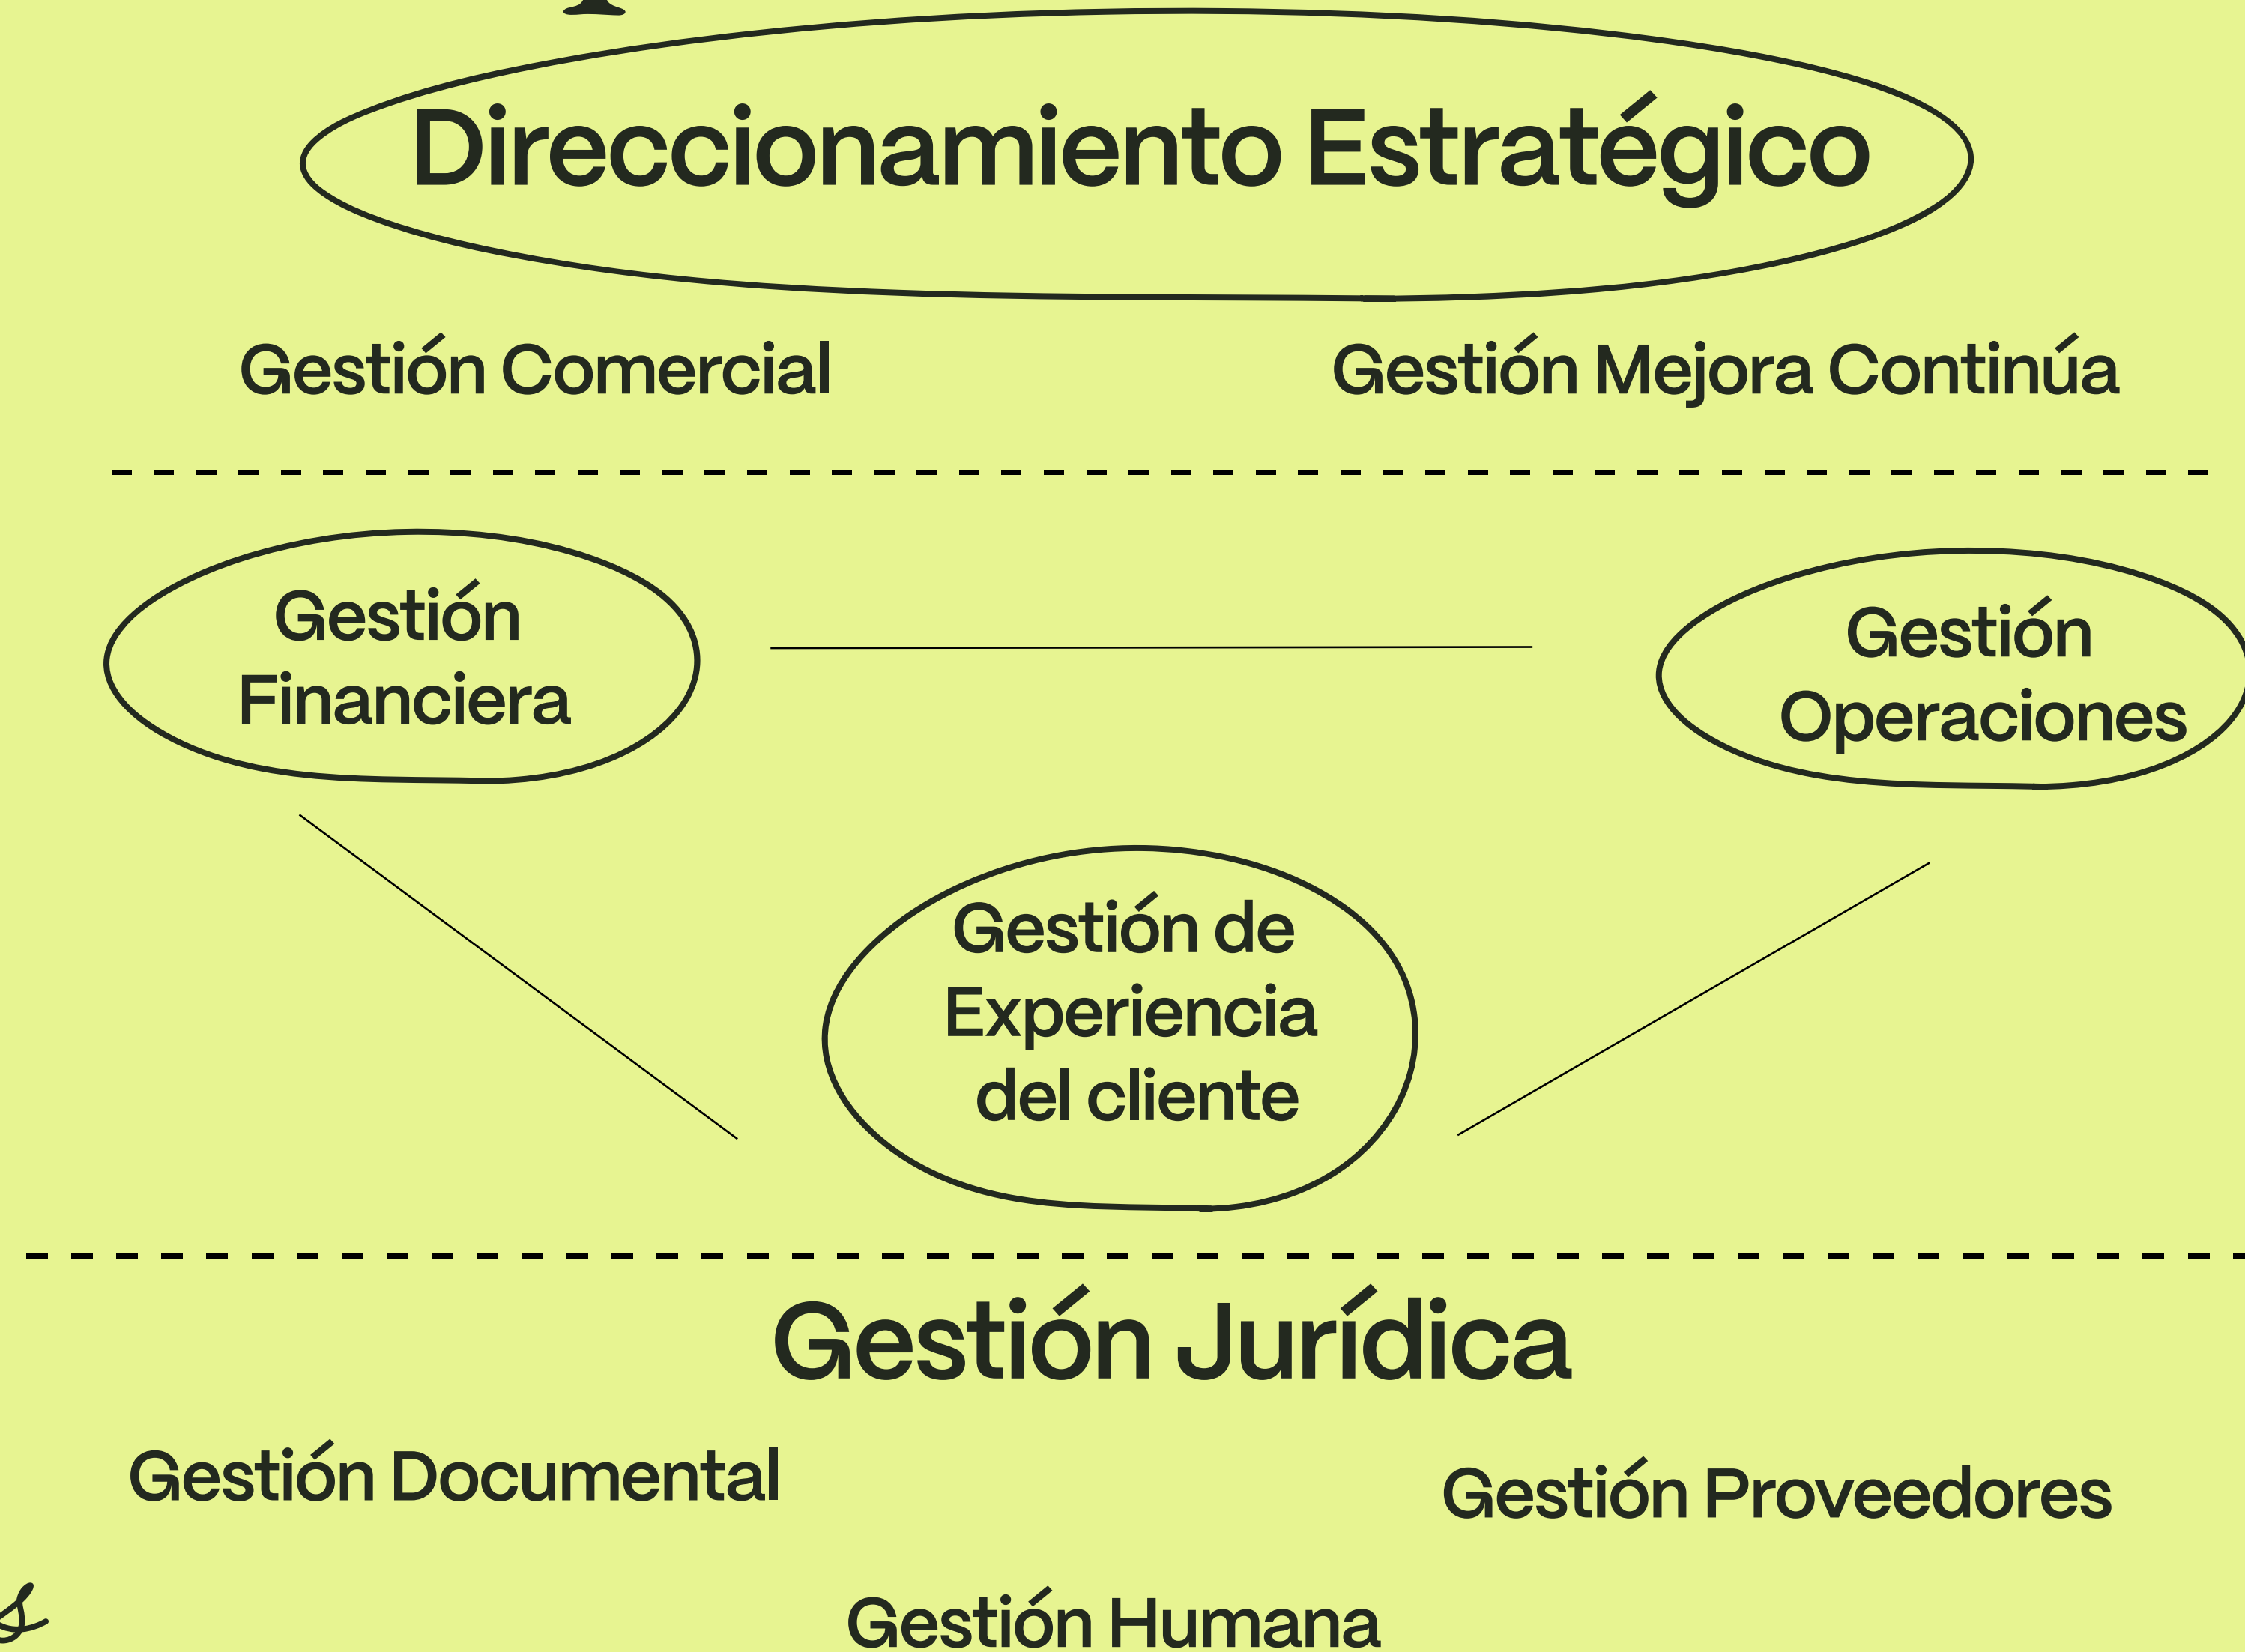 Direccionamiento Estratégico
Gestión Comercial
Gestión Mejora Continúa
Gestión
Financiera
Gestión
Operaciones
Gestión de
Experiencia
del cliente
Gestión Jurídica
Gestión Documental
Gestión Proveedores
Gestión Humana